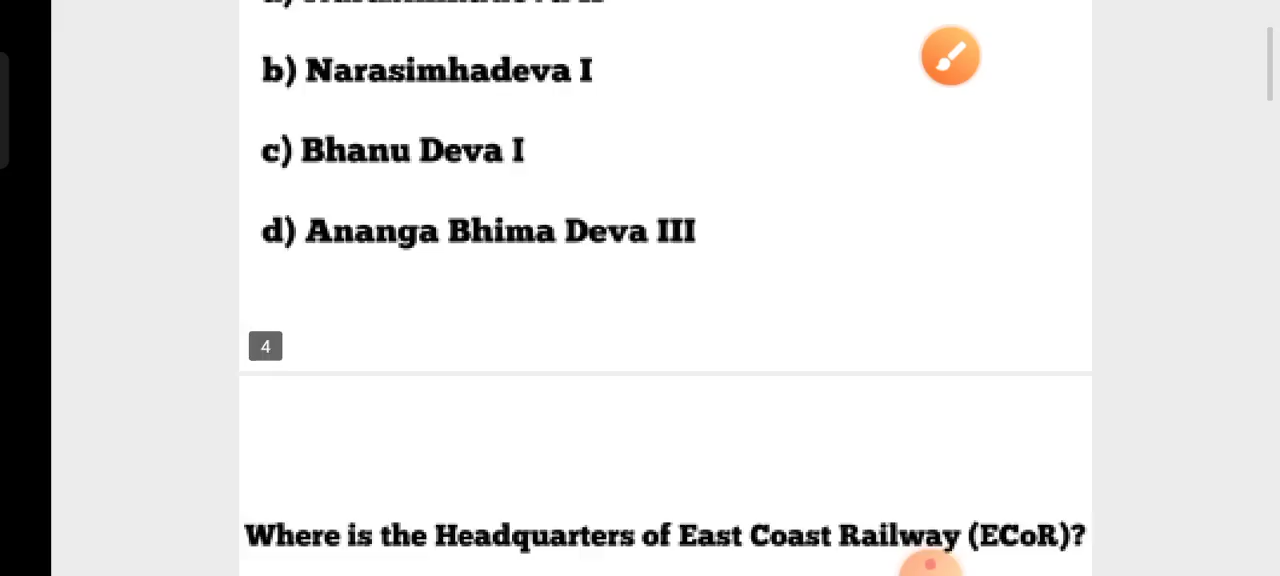 b) Narasimhadeva I
c) Bhanu Deva I
d) Ananga Bhima Deva III
4
Where is the Headquarters of East Coast Railway (ECoR)?